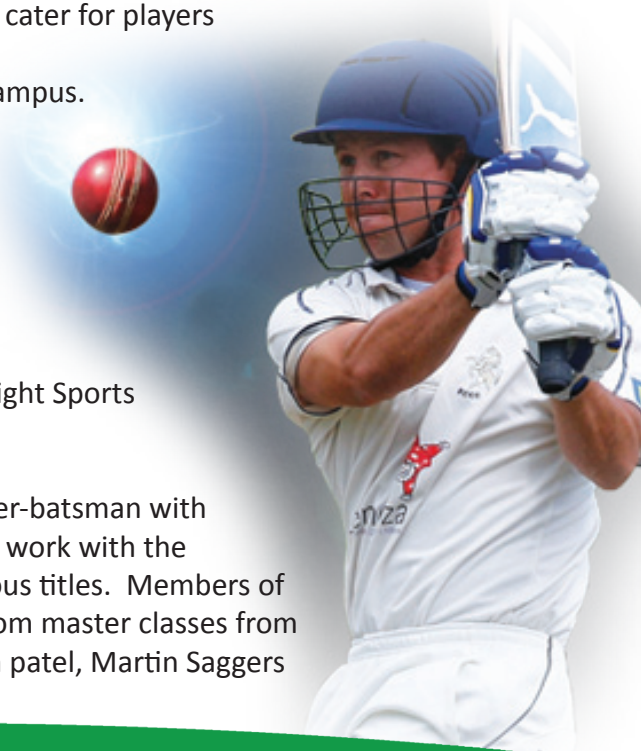 cater for players
ampus.
ight Sports
er-batsman with
work with the
ous titles.  Members of
om master classes from
patel, Martin Saggers